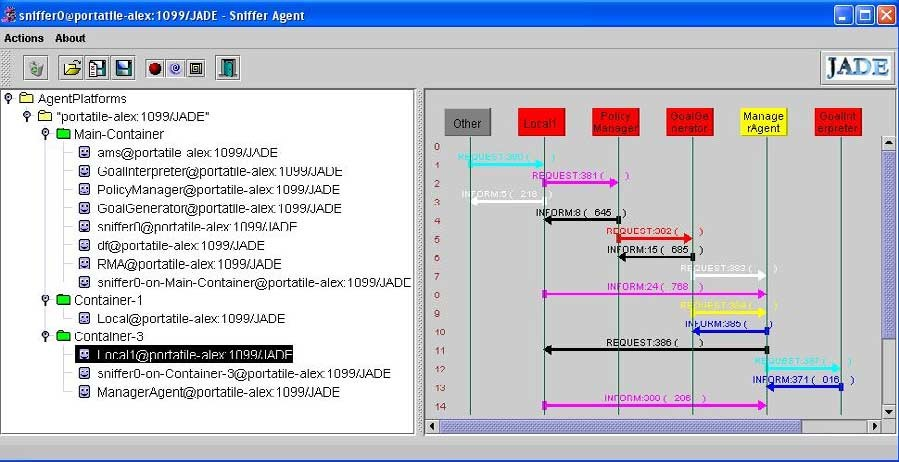 sniffer0@portatile-alex:1099/JADE - Sniffer Agent
Actions About
JADE
AgentPlatforms
"portatile-alex:1099/JADE"
Main-Container
ams@portatile-alex:1099/JADE
GoalInterpreter@portatile-alex:1099/JADE
PolicyManager@portatile-alex:1099/JADE
GoalGenerator@portatile-alex:1099/JADE
sniffer0@portatile-alex:1099/JADE
df@portatile-alex:1099/JADE
RMA@portatile-alex:1099/JADE
sniffer0-on-Main-Container@portatile-alex:1099/JADE
Container-1
Local@portatile-alex:1099/JADE
Container-3
Local1@portatile-alex:1099/JADE
sniffer0-on-Container-3@portatile-alex:1099/JADE
ManagerAgent@portatile-alex:1099/JADE
Other
Local1
Policy
Manager
GoalGe
nerator
Manage
rAgent
GoalInt
erpreter
0
1 REQUEST:380 ( )
2 REQUEST:381 ( )
3 INFORM:5 ( 218 )
4 INFORM:8 ( 645 )
5 REQUEST:382 ( )
6 INFORM:15 ( 685 )
7 REQUEST:383 ( )
8 INFORM:24 ( 768 )
9 REQUEST:384 ( )
10 INFORM:385 ( )
11 REQUEST:386 ( )
12 REQUEST:387 ( )
13 INFORM:371 ( 016 )
14 INFORM:300 ( 206 )